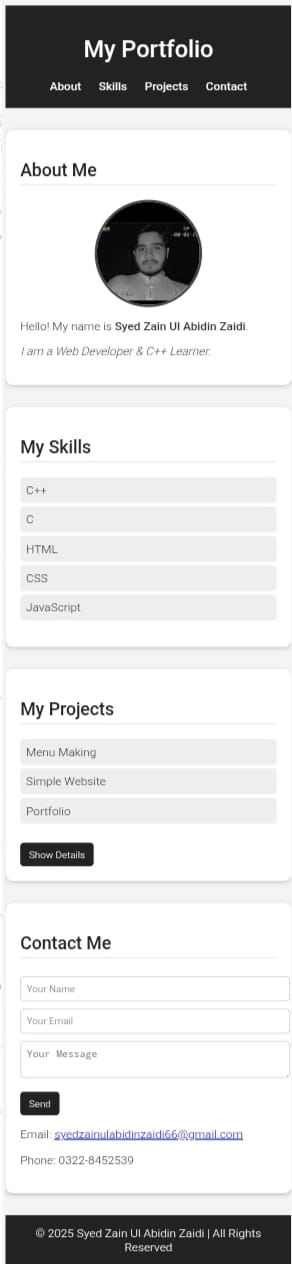 My Portfolio
About Skills Projects Contact
About Me
Hello! My name is Syed Zain Ul Abidin Zaidi.
I am a Web Developer & C++ Learner.
My Skills
C++
C
HTML
CSS
JavaScript
My Projects
Menu Making
Simple Website
Portfolio
Show Details
Contact Me
Your Name
Your Email
Your Message
Send
Email: syedzainulabidinzaidi66@gmail.com
Phone: 0322-8452539
© 2025 Syed Zain Ul Abidin Zaidi | All Rights
Reserved